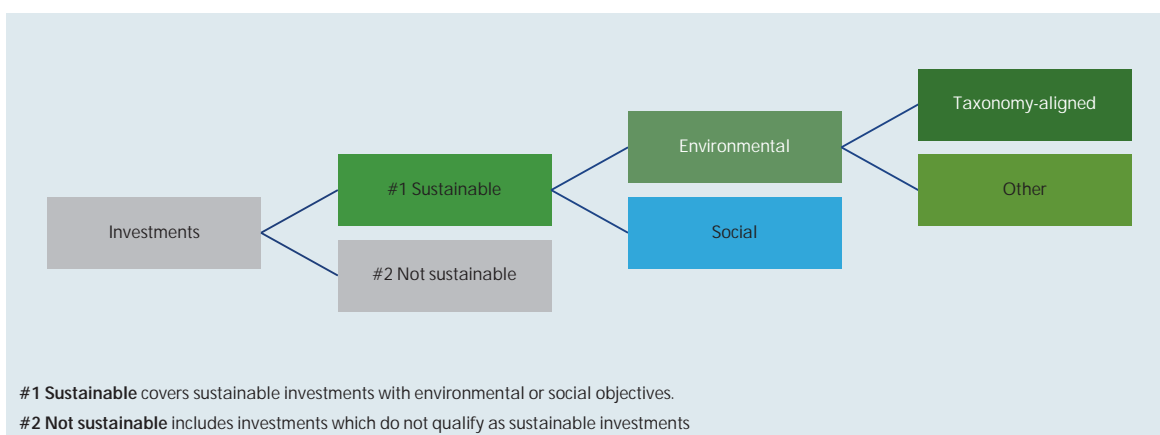 Taxonomy-aligned
Environmental
#1 Sustainable
Other
Investments
Social
#2 Not sustainable
#1 Sustainable covers sustainable investments with environmental or social objectives.
#2 Not sustainable includes investments which do not qualify as sustainable investments